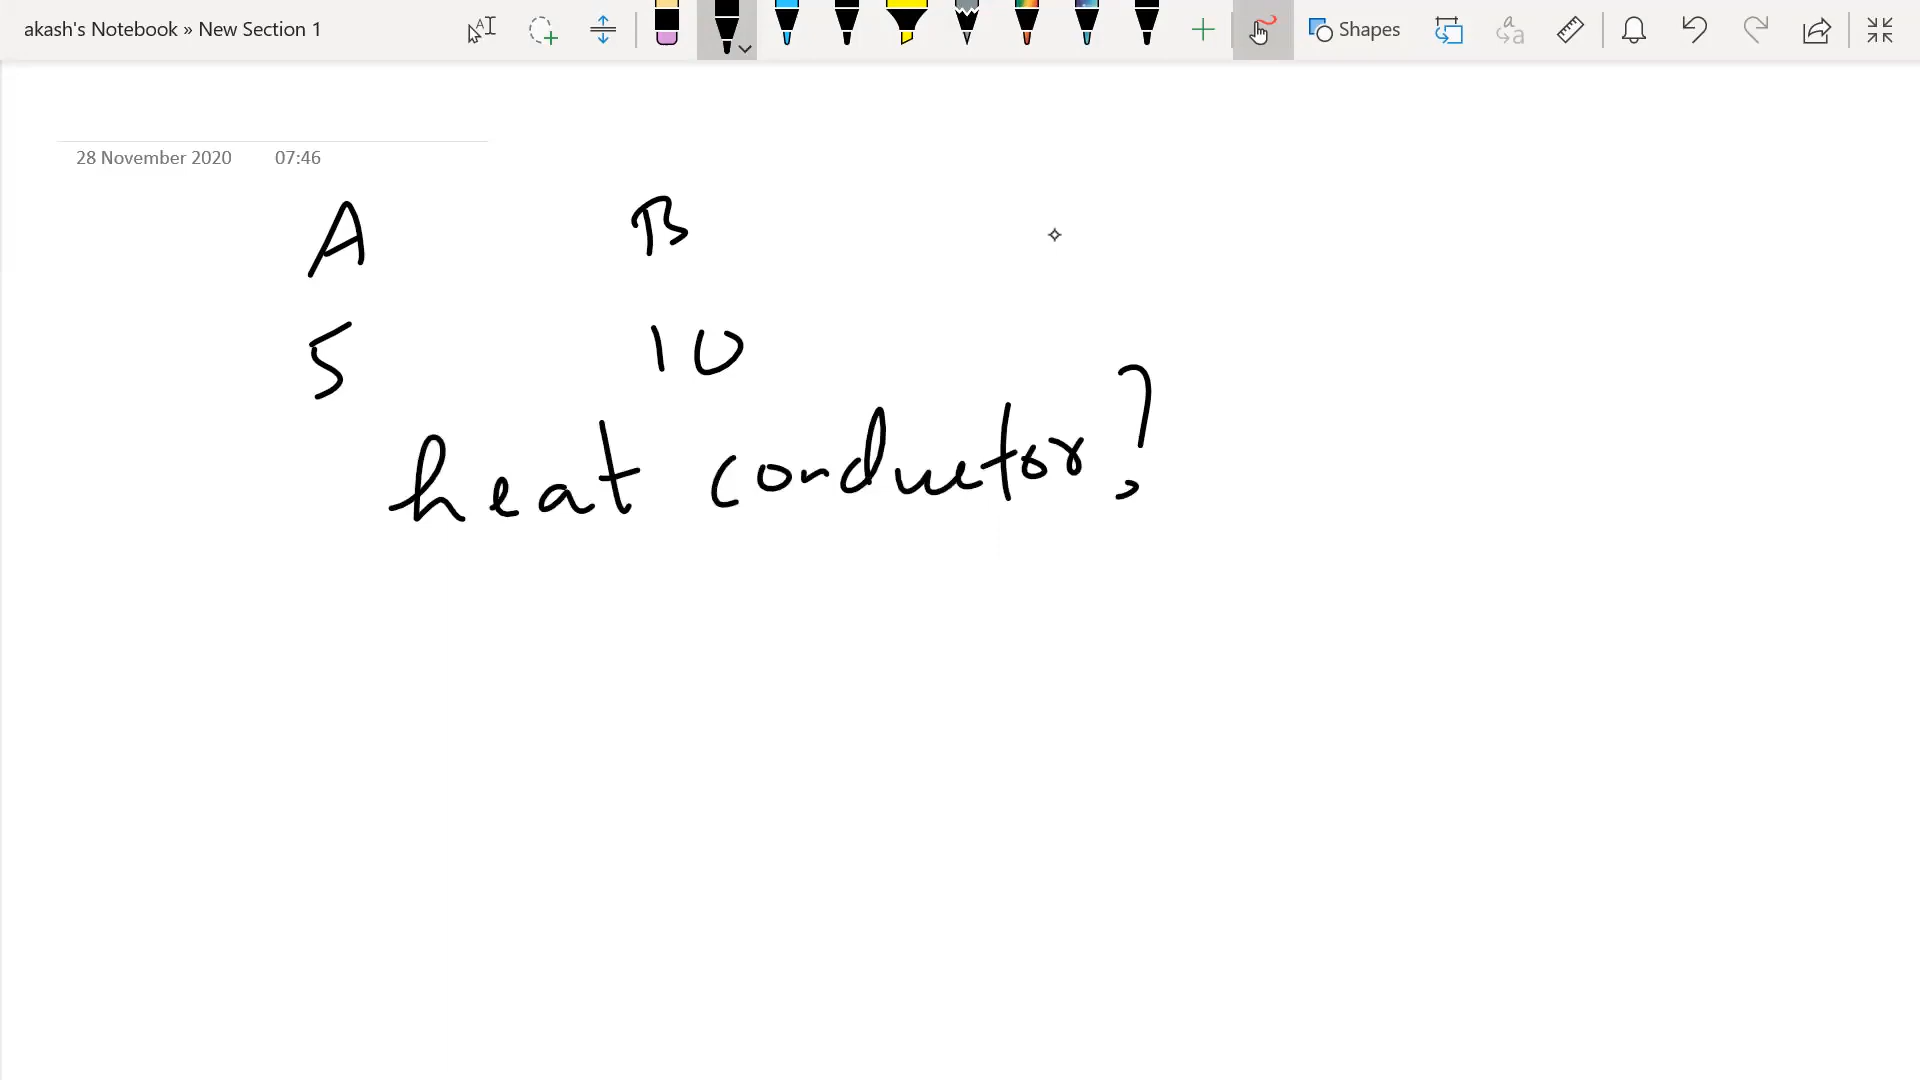 akash's Notebook » New Section 1
Shapes
28 November 2020 07:46
A B
5 10
heat conductor?